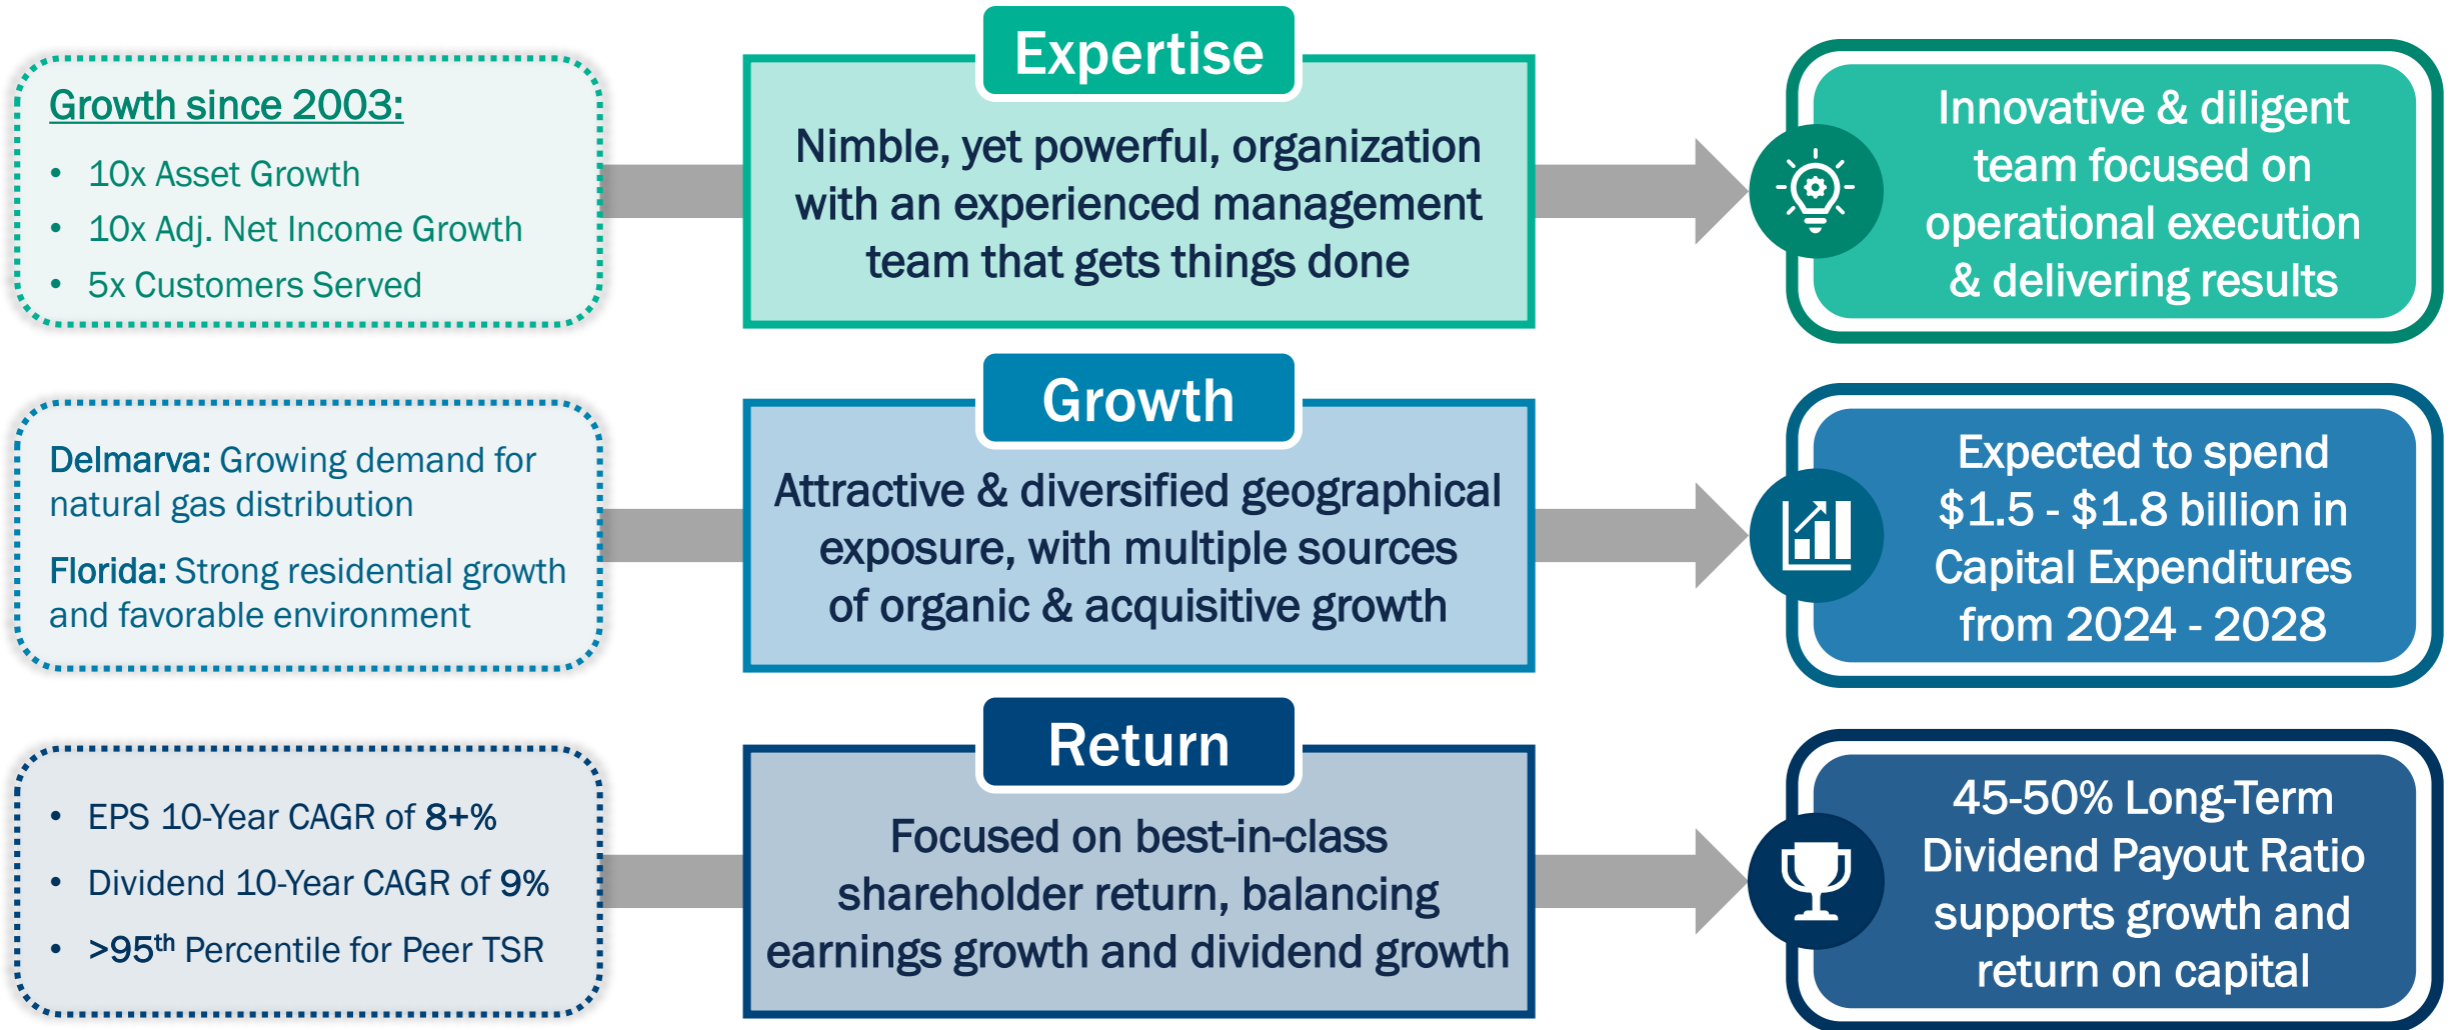 Expertise
Growth since 2003:
• 10x Asset Growth
• 10x Adj. Net Income Growth
• 5x Customers Served
Nimble, yet powerful, organization
with an experienced management
team that gets things done
Innovative & diligent
team focused on
operational execution
& delivering results
Growth
Delmarva: Growing demand for
natural gas distribution
Florida: Strong residential growth
and favorable environment
Attractive & diversified geographical
exposure, with multiple sources
of organic & acquisitive growth
Expected to spend
$1.5 - $1.8 billion in
Capital Expenditures
from 2024 - 2028
Return
• EPS 10-Year CAGR of 8+%
• Dividend 10-Year CAGR of 9%
• >95th Percentile for Peer TSR
Focused on best-in-class
shareholder return, balancing
earnings growth and dividend growth
45-50% Long-Term
Dividend Payout Ratio
supports growth and
return on capital